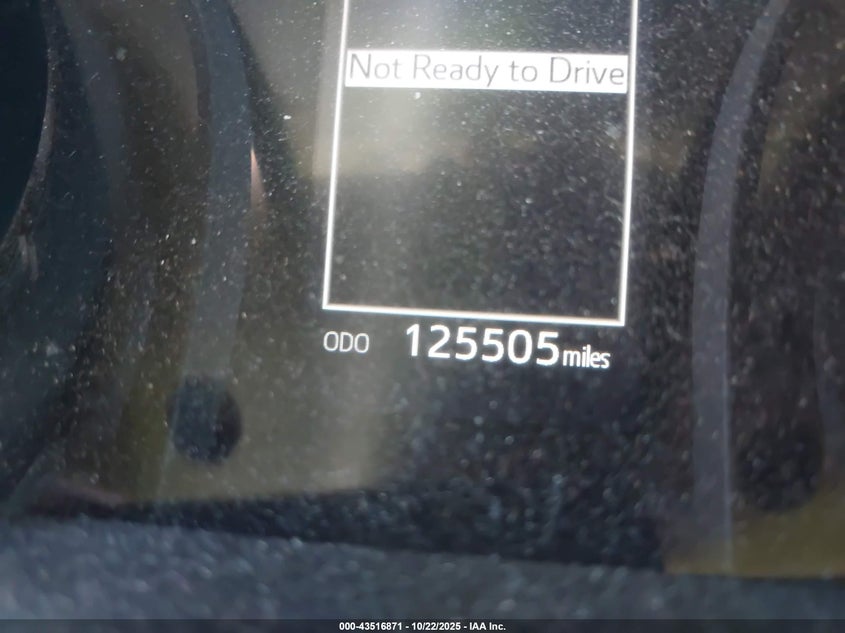 Not Ready to Drive
ODO 125505 miles
000-43516871 - 10/22/2025 - IAA Inc.